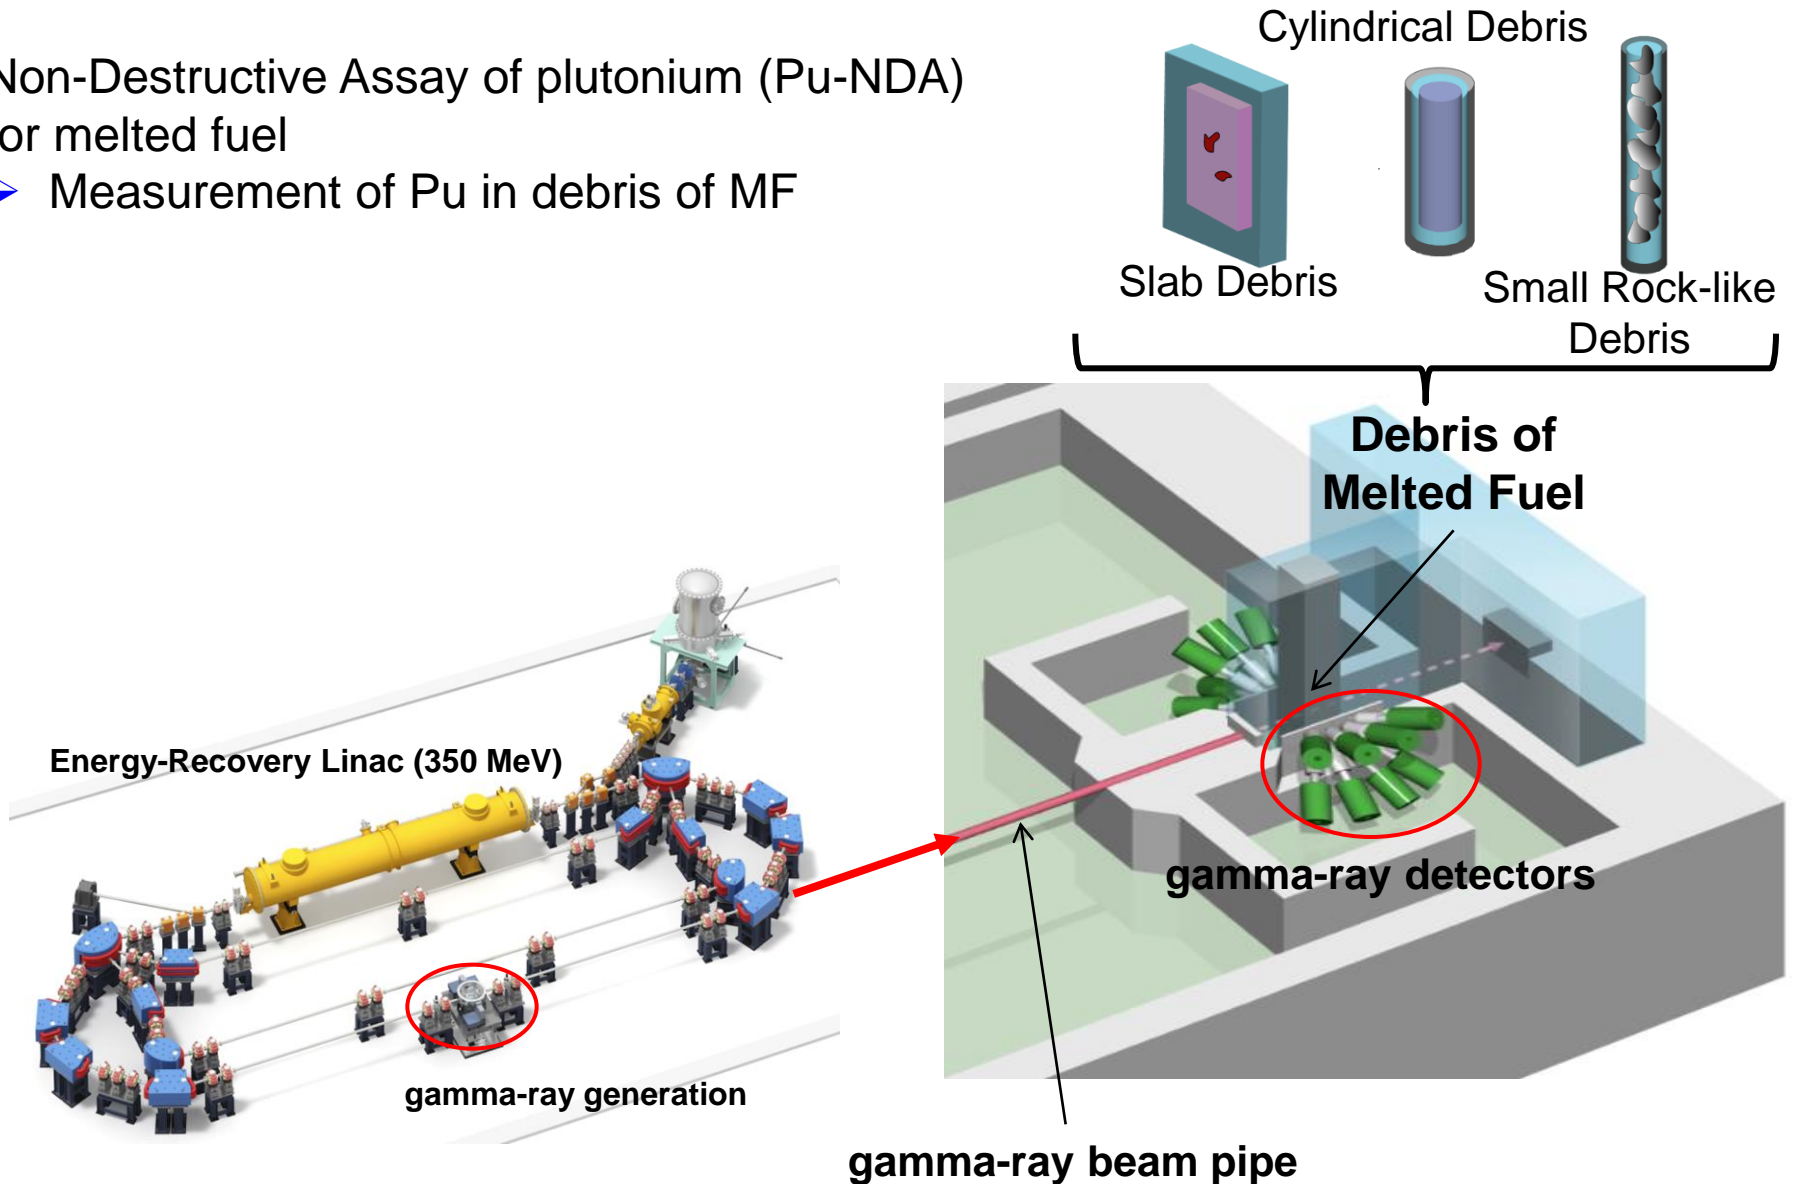 Non-Destructive Assay of plutonium (Pu-NDA)
or melted fuel
Measurement of Pu in debris of MF
Cylindrical Debris
Slab Debris
Small Rock-like
Debris
Debris of
Melted Fuel
Energy-Recovery Linac (350 MeV)
gamma-ray detectors
gamma-ray generation
gamma-ray beam pipe